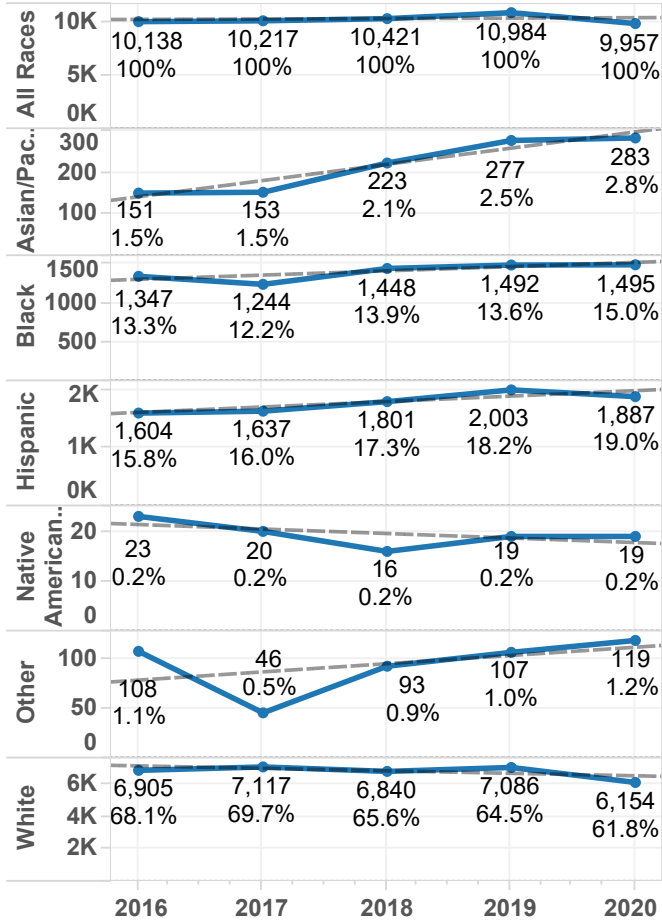 All Races
10K
5K
0K
10,138 10,217 10,421 10,984 9,957
100% 100% 100% 100% 100%
Asian/Pac..
300
200
100
151 153 223 277 283
1.5% 1.5% 2.1% 2.5% 2.8%
Black
1500
1000
500
1,347 1,244 1,448 1,492 1,495
13.3% 12.2% 13.9% 13.6% 15.0%
Hispanic
2K
1K
0K
1,604 1,637 1,801 2,003 1,887
15.8% 16.0% 17.3% 18.2% 19.0%
Native
American..
20
10
0
23 20 16 19 19
0.2% 0.2% 0.2% 0.2% 0.2%
Other
100
50
0
108 46 93 107 119
1.1% 0.5% 0.9% 1.0% 1.2%
White
6K
4K
2K
6,905 7,117 6,840 7,086 6,154
68.1% 69.7% 65.6% 64.5% 61.8%
2016 2017 2018 2019 2020